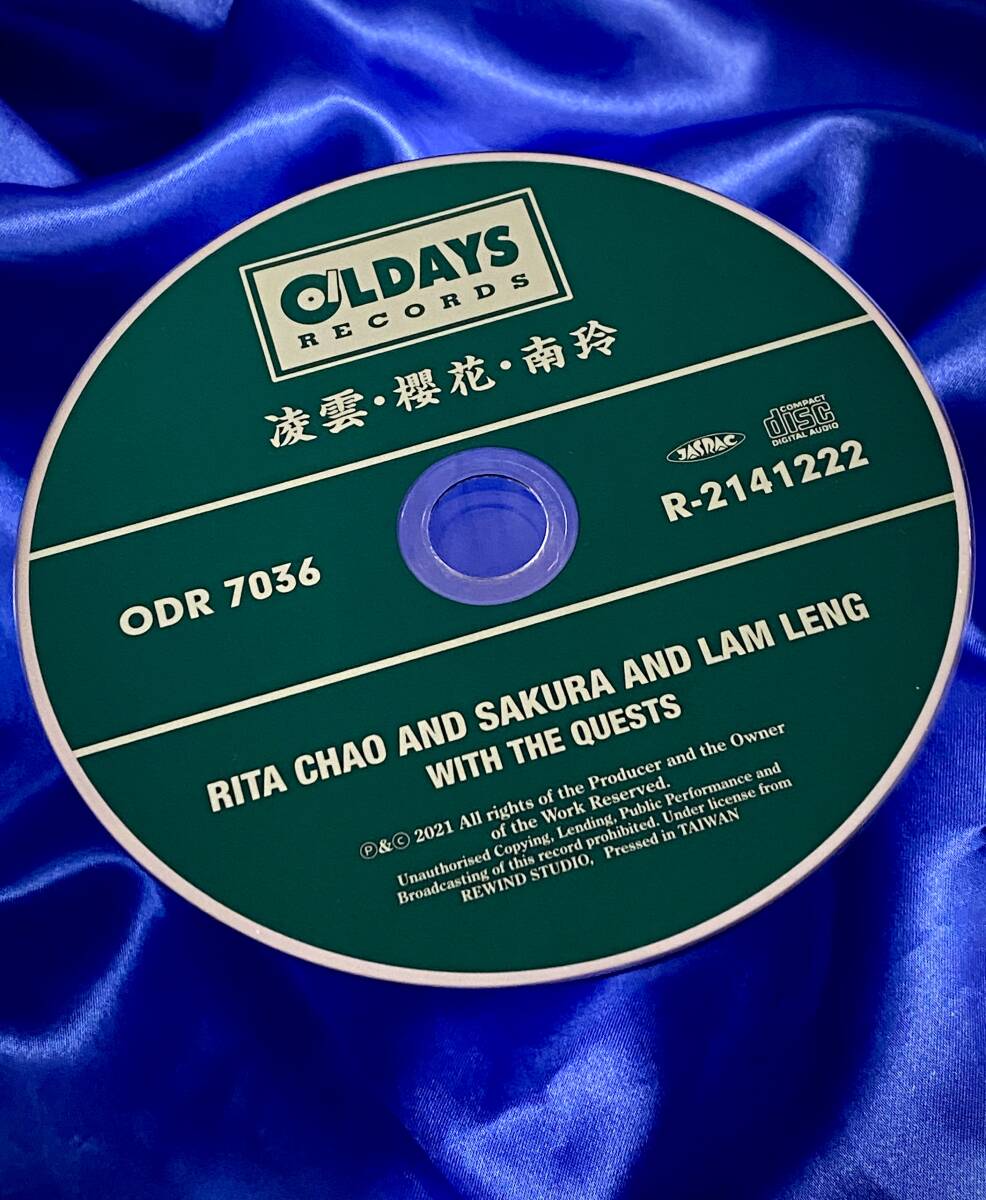 OLDAYS
RECORDS
凌雲・櫻花・南玲
JASRAC
COMPACT
disc
DIGITAL AUDIO
R-2141222
ODR 7036
RITA CHAO AND SAKURA AND LAM LENG
WITH THE QUESTS
Ⓟ&Ⓒ 2021 All rights of the Producer and the Owner
of the Work Reserved.
Unauthorised Copying, Lending, Public Performance and
Broadcasting of this record prohibited. Under license from
REWIND STUDIO, Pressed in TAIWAN